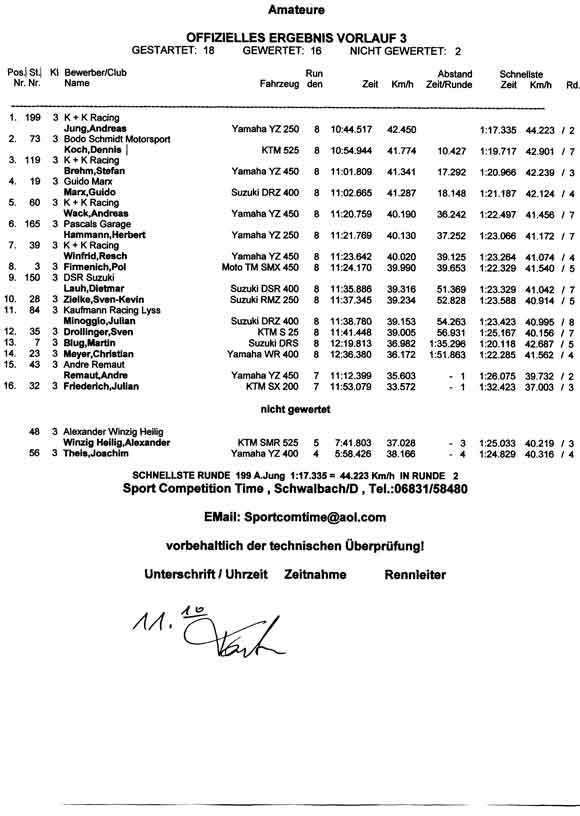 Amateure
OFFIZIELLES ERGEBNIS VORLAUF 3
GESTARTET: 18 GEWERTET: 16 NICHT GEWERTET: 2
Pos. St. Kl Bewerber/Club Run Abstand Schnellste
Nr. Nr. Name Fahrzeug den Zeit Km/h Zeit/Runde Zeit Km/h Rd.
1. 199 3 K + K Racing
Jung,Andreas Yamaha YZ 250 8 10:44.517 42.450 1:17.335 44.223 / 2
2. 73 3 Bodo Schmidt Motorsport
Koch,Dennis KTM 525 8 10:54.944 41.774 10.427 1:19.717 42.901 / 7
3. 119 3 K + K Racing
Brehm,Stefan Yamaha YZ 450 8 11:01.809 41.341 17.292 1:20.966 42.239 / 3
4. 19 3 Guido Marx
Marx,Guido Suzuki DRZ 400 8 11:02.665 41.287 18.148 1:21.187 42.124 / 4
5. 60 3 K + K Racing
Wack,Andreas Yamaha YZ 450 8 11:20.759 40.190 36.242 1:22.497 41.456 / 7
6. 165 3 Pascals Garage
Hammann,Herbert Yamaha YZ 250 8 11:21.769 40.130 37.252 1:23.066 41.172 / 7
7. 39 3 K + K Racing
Winfrid,Resch Yamaha YZ 450 8 11:23.642 40.020 39.125 1:23.264 41.074 / 4
8. 3 3 Firmenich,Pol Moto TM SMX 450 8 11:24.170 39.990 39.653 1:22.329 41.540 / 5
9. 150 3 DSR Suzuki
Lauh,Dietmar Suzuki DSR 400 8 11:35.886 39.316 51.369 1:23.329 41.042 / 7
10. 28 3 Zielke,Sven-Kevin Suzuki RMZ 250 8 11:37.345 39.234 52.828 1:23.588 40.914 / 5
11. 84 3 Kaufmann Racing Lyss
Minoggio,Julian Suzuki DRZ 400 8 11:38.780 39.153 54.263 1:23.423 40.995 / 8
12. 35 3 Drollinger,Sven KTM S 25 8 11:41.448 39.005 56.931 1:25.167 40.156 / 7
13. 7 3 Blug,Martin Suzuki DRS 8 12:19.813 36.982 1:35.296 1:20.118 42.687 / 5
14. 23 3 Meyer,Christian Yamaha WR 400 8 12:36.380 36.172 1:51.863 1:22.285 41.562 / 4
15. 43 3 Andre Remaut
Remaut,Andre Yamaha YZ 450 7 11:12.399 35.603 - 1 1:26.075 39.732 / 2
16. 32 3 Friederich,Julian KTM SX 200 7 11:53.079 33.572 - 1 1:32.423 37.003 / 3
nicht gewertet
48 3 Alexander Winzig Heilig
Winzig Heilig,Alexander KTM SMR 525 5 7:41.803 37.028 - 3 1:25.033 40.219 / 3
56 3 Theis,Joachim Yamaha YZ 400 4 5:58.426 38.166 - 4 1:24.829 40.316 / 4
SCHNELLSTE RUNDE 199 A.Jung 1:17.335 = 44.223 Km/h IN RUNDE 2
Sport Competition Time , Schwalbach/D , Tel.:06831/58480
EMail: Sportcomtime@aol.com
vorbehaltlich der technischen Überprüfung!
Unterschrift / Uhrzeit Zeitnahme Rennleiter
11. 10